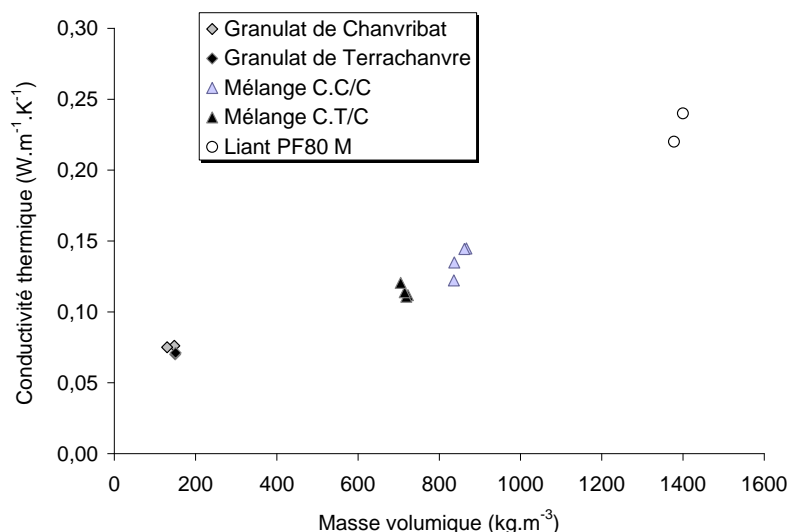 0,30
0,25
0,20
0,15
0,10
0,05
0,00
Conductivité thermique (W.m-1.K-1)
Granulat de Chanvribat
Granulat de Terrachanvre
Mélange C.C/C
Mélange C.T/C
Liant PF80 M
0 200 400 600 800 1000 1200 1400 1600
Masse volumique (kg.m-3)